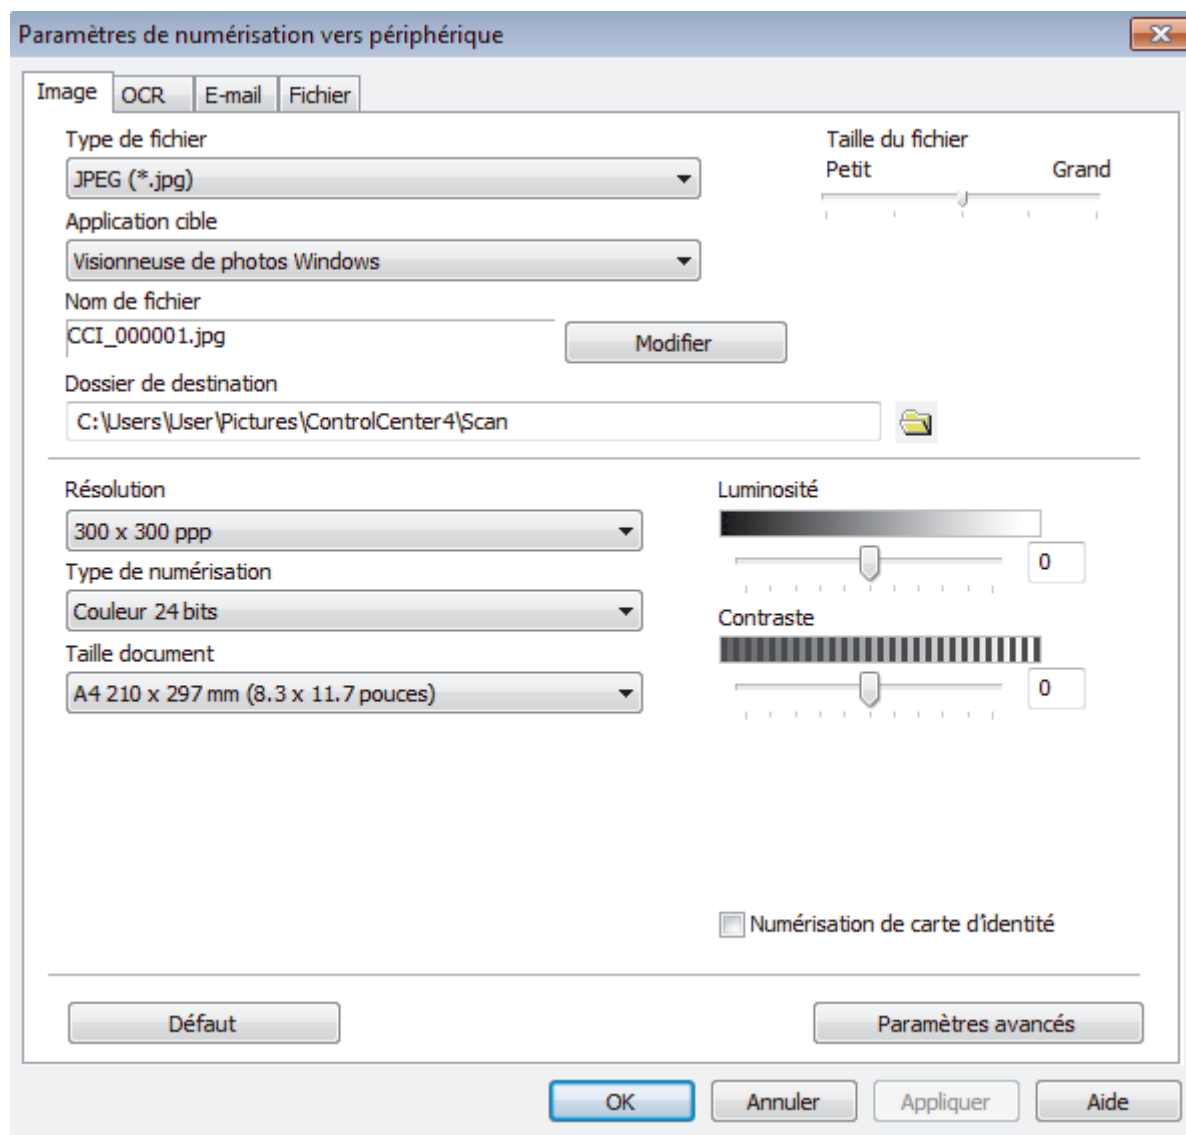 Paramètres de numérisation vers périphérique
Image OCR E-mail Fichier
Type de fichier
JPEG (*.jpg)
Taille du fichier
Petit Grand
Application cible
Visionneuse de photos Windows
Nom de fichier
CCI_000001.jpg
Modifier
Dossier de destination
C:\Users\User\Pictures\ControlCenter4\Scan
Résolution
300 x 300 ppp
Type de numérisation
Couleur 24 bits
Taille document
A4 210 x 297 mm (8.3 x 11.7 pouces)
Luminosité
0
Contraste
0
Numérisation de carte d'identité
Défaut
Paramètres avancés
OK Annuler Appliquer Aide